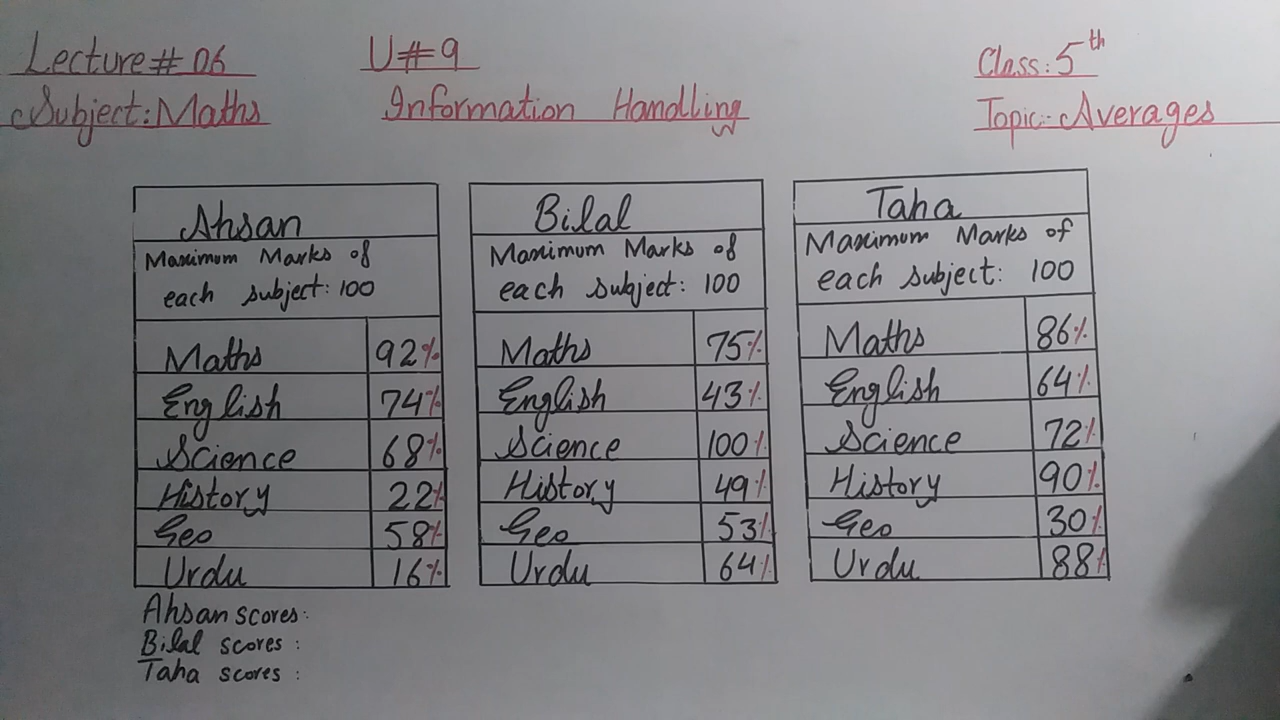 Lecture# 06 U#9 Class: 5th
Subject: Maths Information Handling Topic:- Averages
Ahsan Bilal Taha
Maximum Marks of Maximum Marks of Maximum Marks of
each subject: 100 each subject: 100 each subject: 100
Maths 92% Maths 75% Maths 86%
English 74% English 43% English 64%
Science 68% Science 100% Science 72%
History 22% History 49% History 90%
Geo 58% Geo 53% Geo 30%
Urdu 16% Urdu 64% Urdu 88%
Ahsan scores:
Bilal scores :
Taha scores :